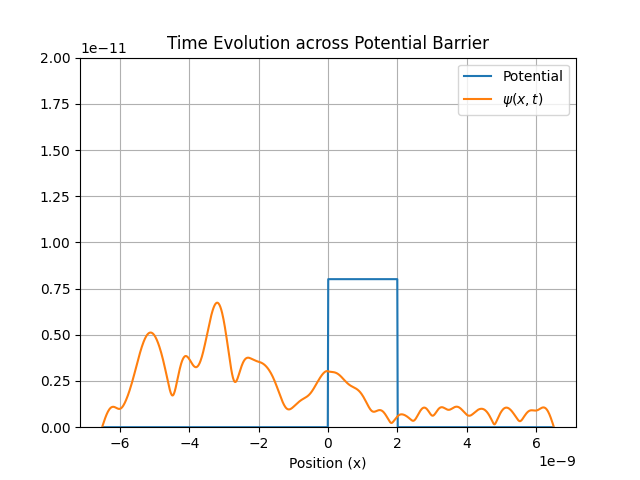 Time Evolution across Potential Barrier
1e−11
2.00
1.75
1.50
1.25
1.00
0.75
0.50
0.25
0.00
Potential
ψ(x, t)
−6 −4 −2 0 2 4 6
1e−9
Position (x)